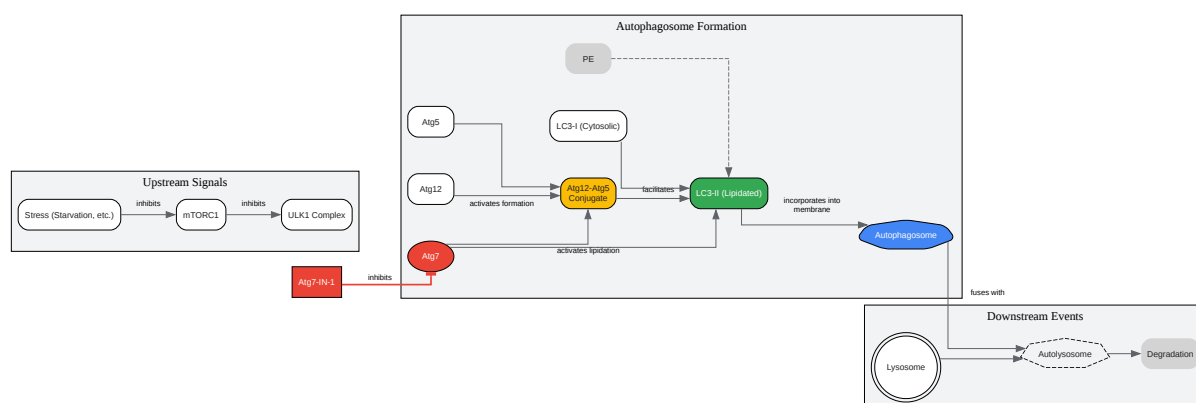 Autophagosome Formation
PE
Atg5
LC3-I (Cytosolic)
Upstream Signals
Stress (Starvation, etc.)
inhibits
mTORC1
inhibits
ULK1 Complex
Atg12
activates formation
Atg12-Atg5
Conjugate
facilitates
LC3-II (Lipidated)
incorporates into
membrane
Autophagosome
Atg7
activates lipidation
Atg7-IN-1
inhibits
fuses with
Downstream Events
Lysosome
Autolysosome
Degradation